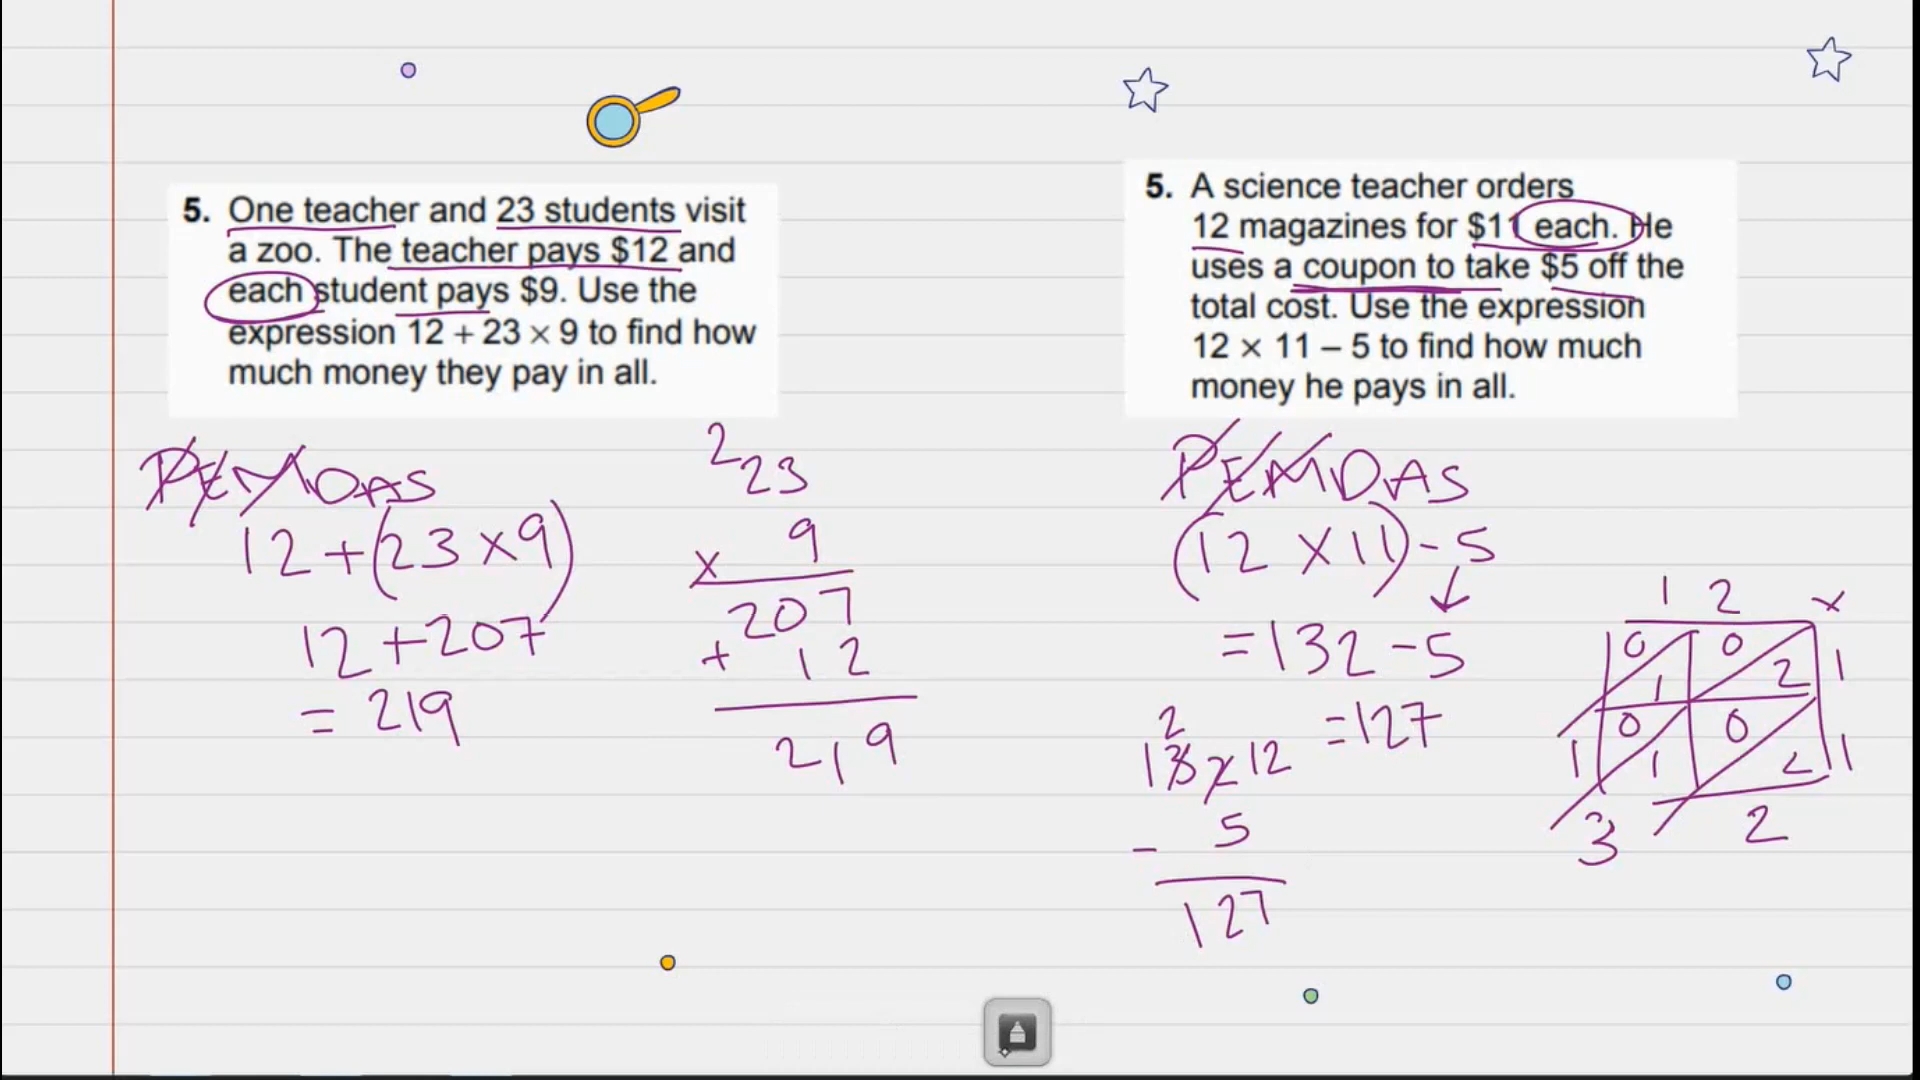 5. One teacher and 23 students visit
a zoo. The teacher pays $12 and
each student pays $9. Use the
expression 12 + 23 × 9 to find how
much money they pay in all.
PEMDAS
12+(23×9)
12+207
=219
2
23
× 9
207
+ 12
219
5. A science teacher orders
12 magazines for $11 each. He
uses a coupon to take $5 off the
total cost. Use the expression
12 × 11 – 5 to find how much
money he pays in all.
PEMDAS
(12×11)-5
=132-5
=127
2
13212
- 5
127
1 2 ×
0 0
1 2 1
0 0
1 1 2 1
3 2